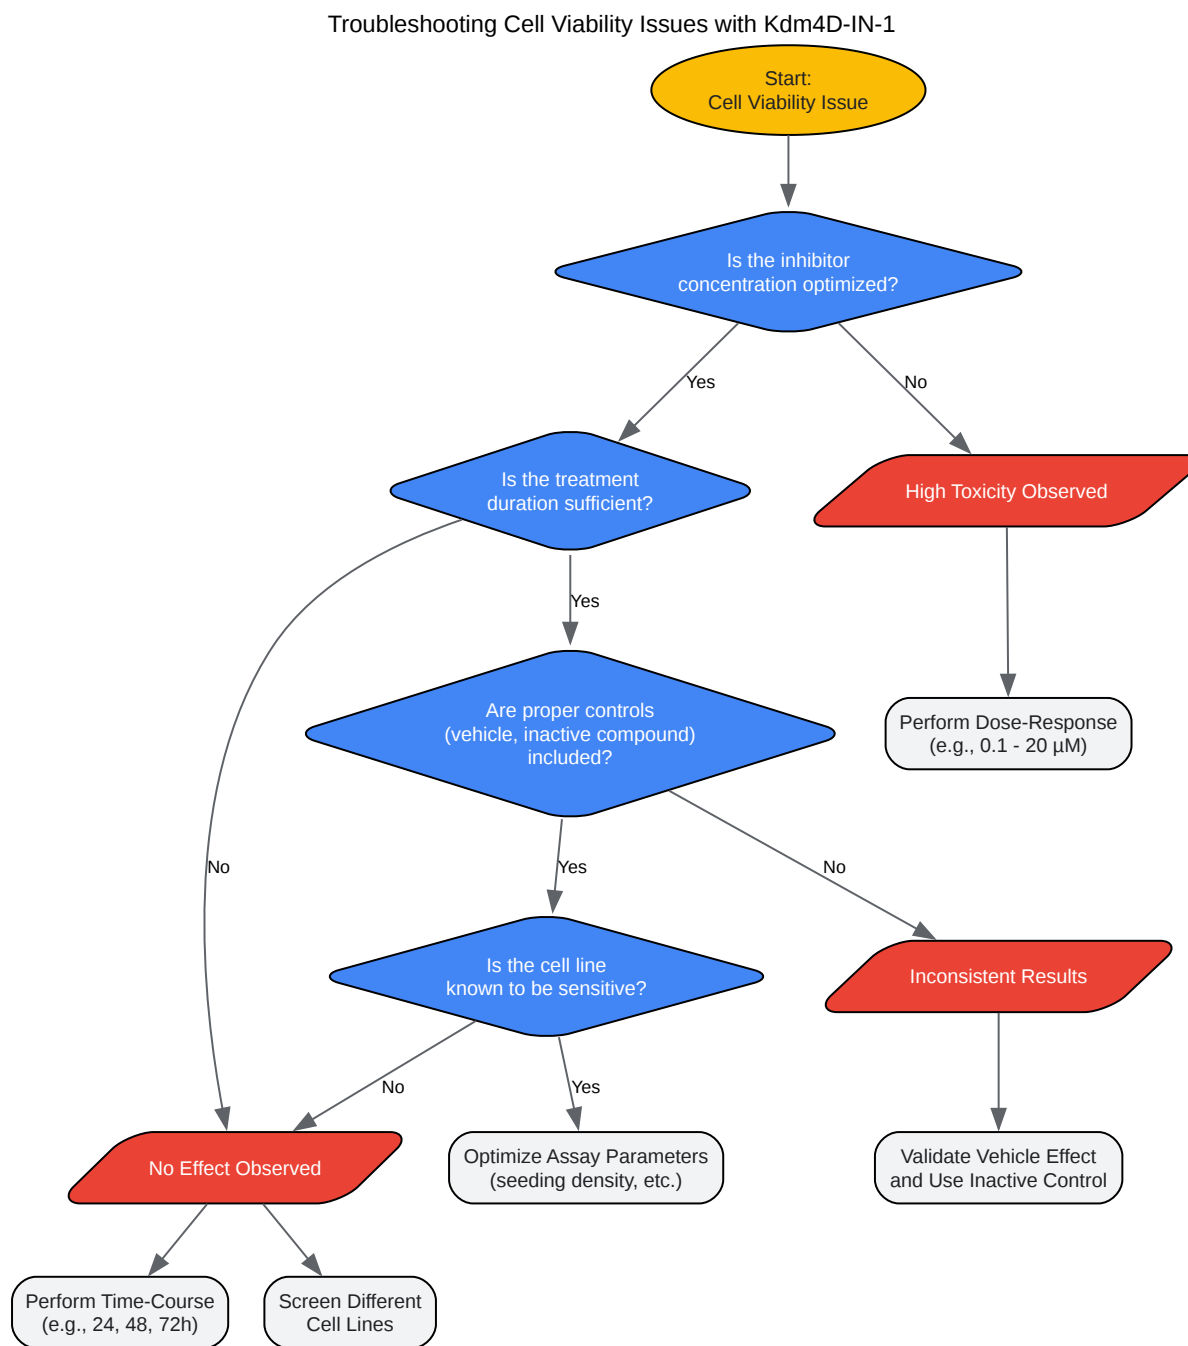 Troubleshooting Cell Viability Issues with Kdm4D-IN-1
Start:
Cell Viability Issue
Is the inhibitor
concentration optimized?
Yes
No
Is the treatment
duration sufficient?
High Toxicity Observed
Yes
Are proper controls
(vehicle, inactive compound)
included?
Perform Dose-Response
(e.g., 0.1 - 20 µM)
No
Yes
No
Is the cell line
known to be sensitive?
Inconsistent Results
No
Yes
No Effect Observed
Optimize Assay Parameters
(seeding density, etc.)
Validate Vehicle Effect
and Use Inactive Control
Perform Time-Course
(e.g., 24, 48, 72h)
Screen Different
Cell Lines